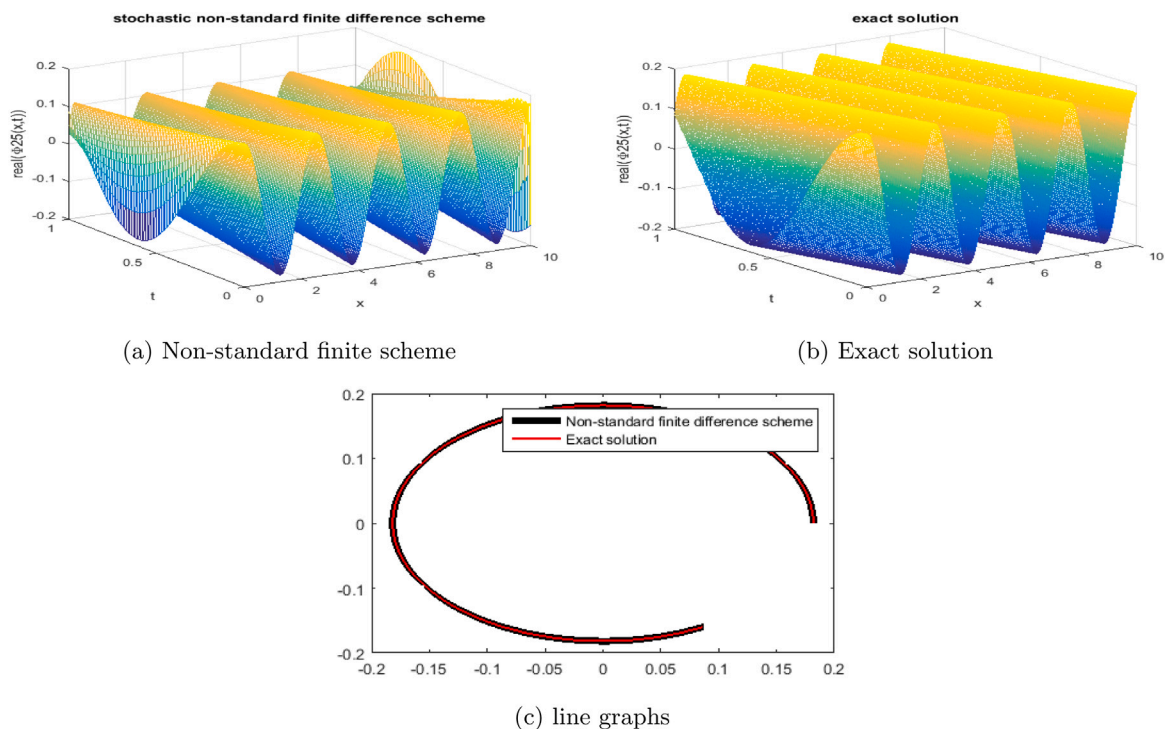 stochastic non-standard finite difference scheme
0.2
0.1
0
-0.1
-0.2
real(Φ25(x,t))
1
0.5
0
t
0
2
4
6
8
10
x
exact solution
0.2
0.1
0
-0.1
-0.2
real(Φ25(x,t))
1
0.5
0
t
0
2
4
6
8
10
x
(a) Non-standard finite scheme
(b) Exact solution
0.2
0.1
0
-0.1
-0.2
Non-standard finite difference scheme
Exact solution
-0.2 -0.15 -0.1 -0.05 0 0.05 0.1 0.15 0.2
(c) line graphs